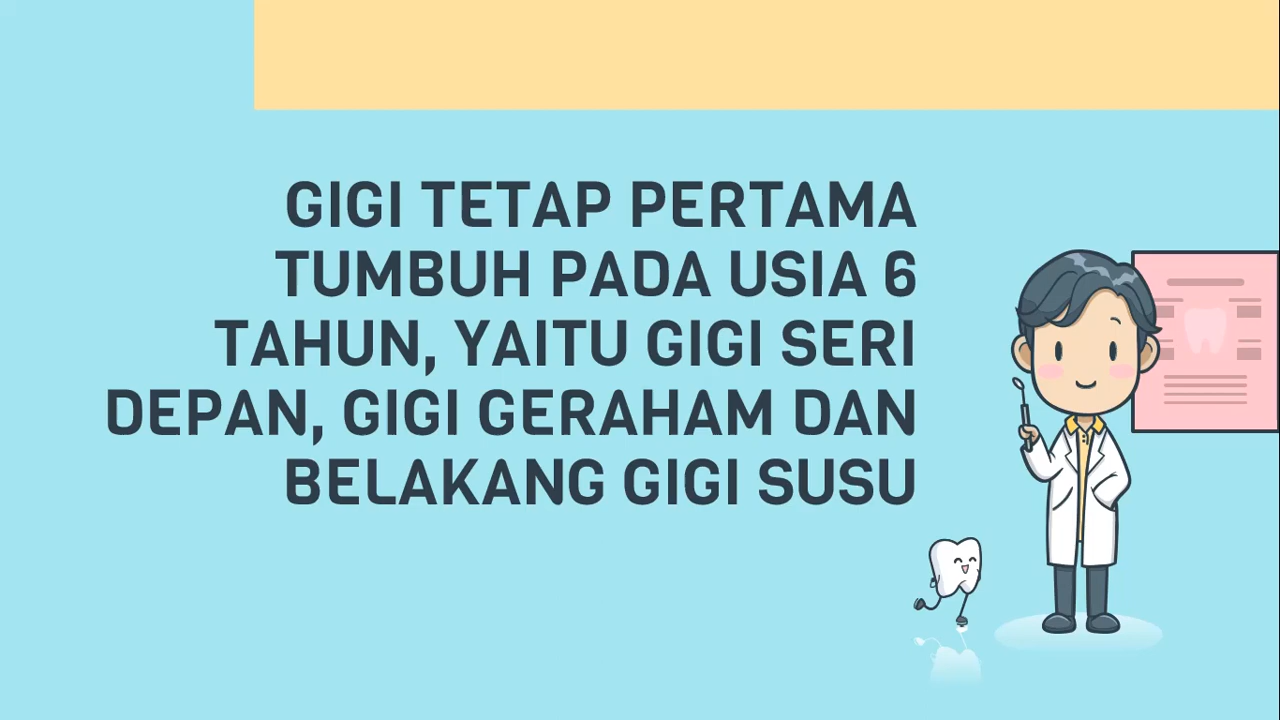 GIGI TETAP PERTAMA
TUMBUH PADA USIA 6
TAHUN, YAITU GIGI SERI
DEPAN, GIGI GERAHAM DAN
BELAKANG GIGI SUSU